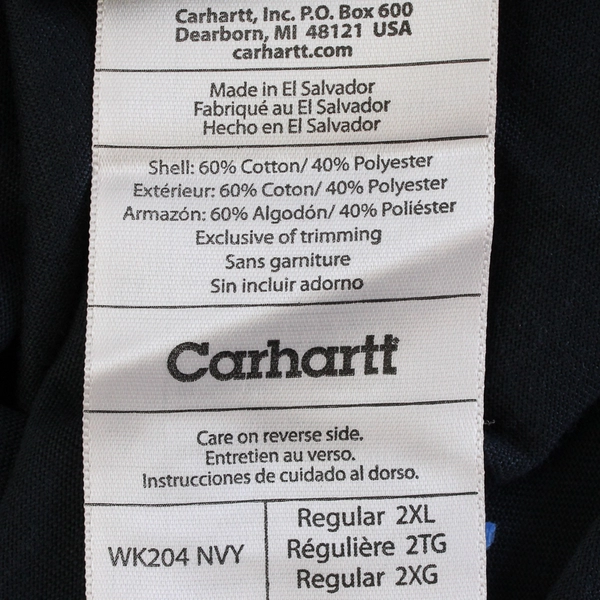 Carhartt, Inc. P.O. Box 600
Dearborn, MI 48121 USA
carhartt.com
Made in El Salvador
Fabriqué au El Salvador
Hecho en El Salvador
Shell: 60% Cotton/ 40% Polyester
Extérieur: 60% Coton/ 40% Polyester
Armazón: 60% Algodón/ 40% Poliéster
Exclusive of trimming
Sans garniture
Sin incluir adorno
Carhartt
Care on reverse side.
Entretien au verso.
Instrucciones de cuidado al dorso.
WK204 NVY
Regular 2XL
Régulière 2TG
Regular 2XG